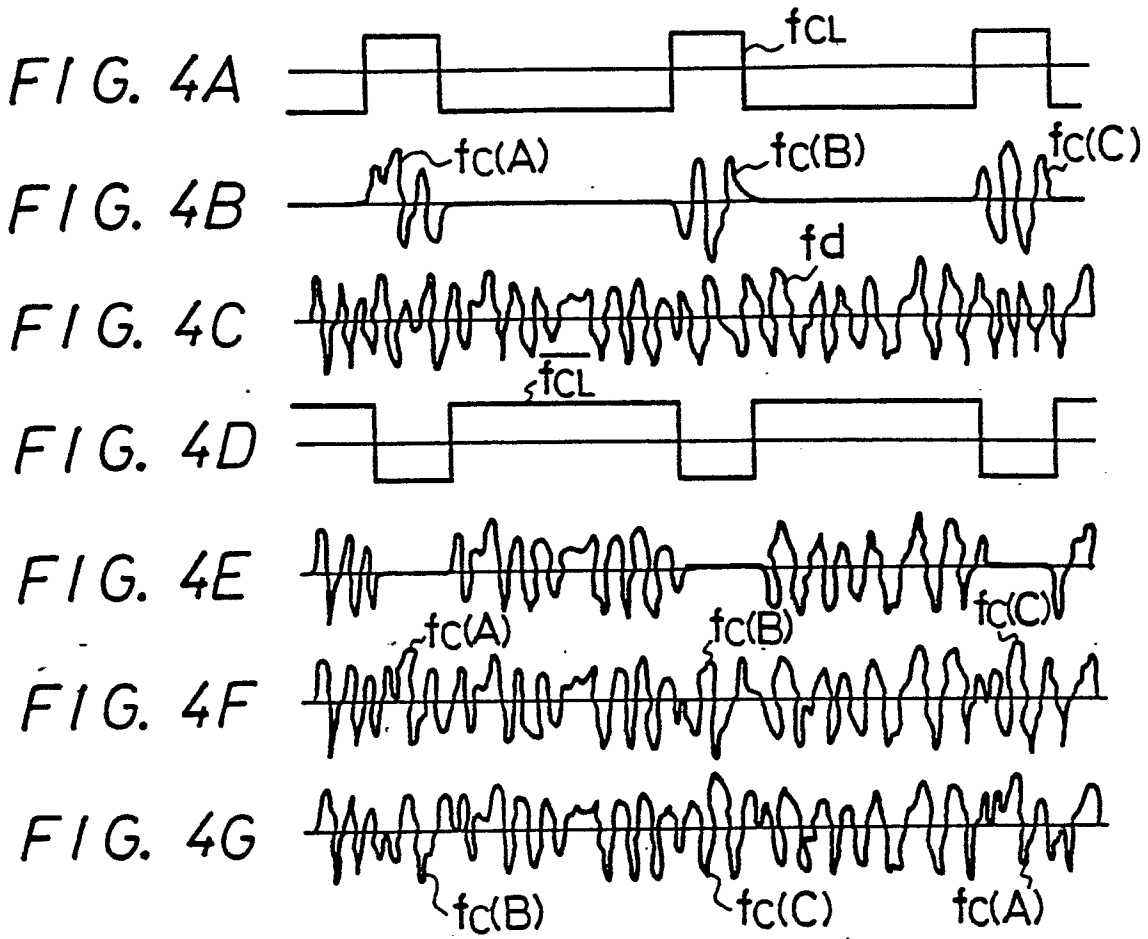 FIG. 4A
fCL
FIG. 4B
fC(A)
fC(B)
fC(C)
FIG. 4C
fd
FIG. 4D
f̅C̅L̅
FIG. 4E
FIG. 4F
fC(A)
fC(B)
fC(C)
FIG. 4G
fC(B)
fC(C)
fC(A)